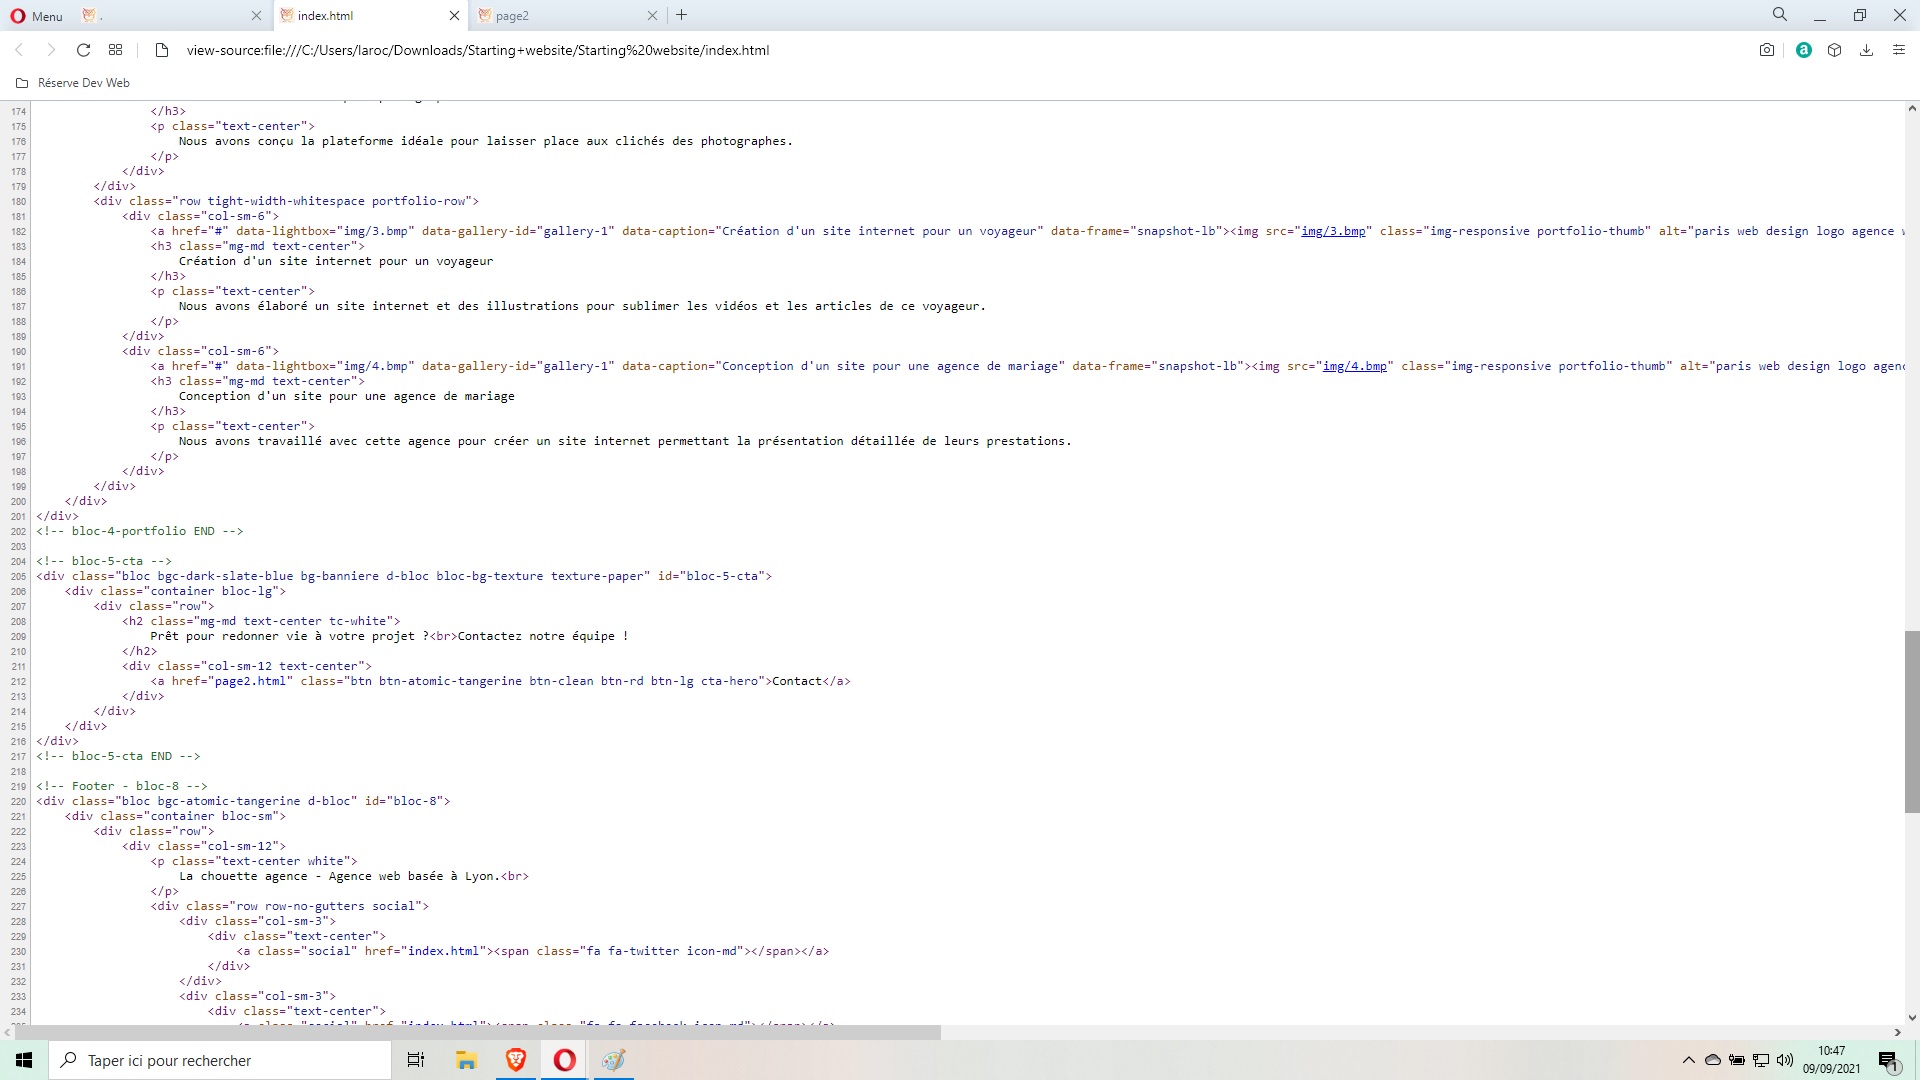 Menu
.
index.html
page2
view-source:file:///C:/Users/laroc/Downloads/Starting+website/Starting%20website/index.html
Réserve Dev Web
174 </h3>
175 <p class="text-center">
176 Nous avons conçu la plateforme idéale pour laisser place aux clichés des photographes.
177 </p>
178 </div>
179 </div>
180 <div class="row tight-width-whitespace portfolio-row">
181 <div class="col-sm-6">
182 <a href="#" data-lightbox="img/3.bmp" data-gallery-id="gallery-1" data-caption="Création d'un site internet pour un voyageur" data-frame="snapshot-lb"><img src="img/3.bmp" class="img-responsive portfolio-thumb" alt="paris web design logo agence
183 <h3 class="mg-md text-center">
184 Création d'un site internet pour un voyageur
185 </h3>
186 <p class="text-center">
187 Nous avons élaboré un site internet et des illustrations pour sublimer les vidéos et les articles de ce voyageur.
188 </p>
189 </div>
190 <div class="col-sm-6">
191 <a href="#" data-lightbox="img/4.bmp" data-gallery-id="gallery-1" data-caption="Conception d'un site pour une agence de mariage" data-frame="snapshot-lb"><img src="img/4.bmp" class="img-responsive portfolio-thumb" alt="paris web design logo agenc
192 <h3 class="mg-md text-center">
193 Conception d'un site pour une agence de mariage
194 </h3>
195 <p class="text-center">
196 Nous avons travaillé avec cette agence pour créer un site internet permettant la présentation détaillée de leurs prestations.
197 </p>
198 </div>
199 </div>
200 </div>
201 </div>
202 <!-- bloc-4-portfolio END -->
203
204 <!-- bloc-5-cta -->
205 <div class="bloc bgc-dark-slate-blue bg-banniere d-bloc bloc-bg-texture texture-paper" id="bloc-5-cta">
206 <div class="container bloc-lg">
207 <div class="row">
208 <h2 class="mg-md text-center tc-white">
209 Prêt pour redonner vie à votre projet ?<br>Contactez notre équipe !
210 </h2>
211 <div class="col-sm-12 text-center">
212 <a href="page2.html" class="btn btn-atomic-tangerine btn-clean btn-rd btn-lg cta-hero">Contact</a>
213 </div>
214 </div>
215 </div>
216 </div>
217 <!-- bloc-5-cta END -->
218
219 <!-- Footer - bloc-8 -->
220 <div class="bloc bgc-atomic-tangerine d-bloc" id="bloc-8">
221 <div class="container bloc-sm">
222 <div class="row">
223 <div class="col-sm-12">
224 <p class="text-center white">
225 La chouette agence - Agence web basée à Lyon.<br>
226 </p>
227 <div class="row row-no-gutters social">
228 <div class="col-sm-3">
229 <div class="text-center">
230 <a class="social" href="index.html"><span class="fa fa-twitter icon-md"></span></a>
231 </div>
232 </div>
233 <div class="col-sm-3">
234 <div class="text-center">
Taper ici pour rechercher
10:47
09/09/2021
1